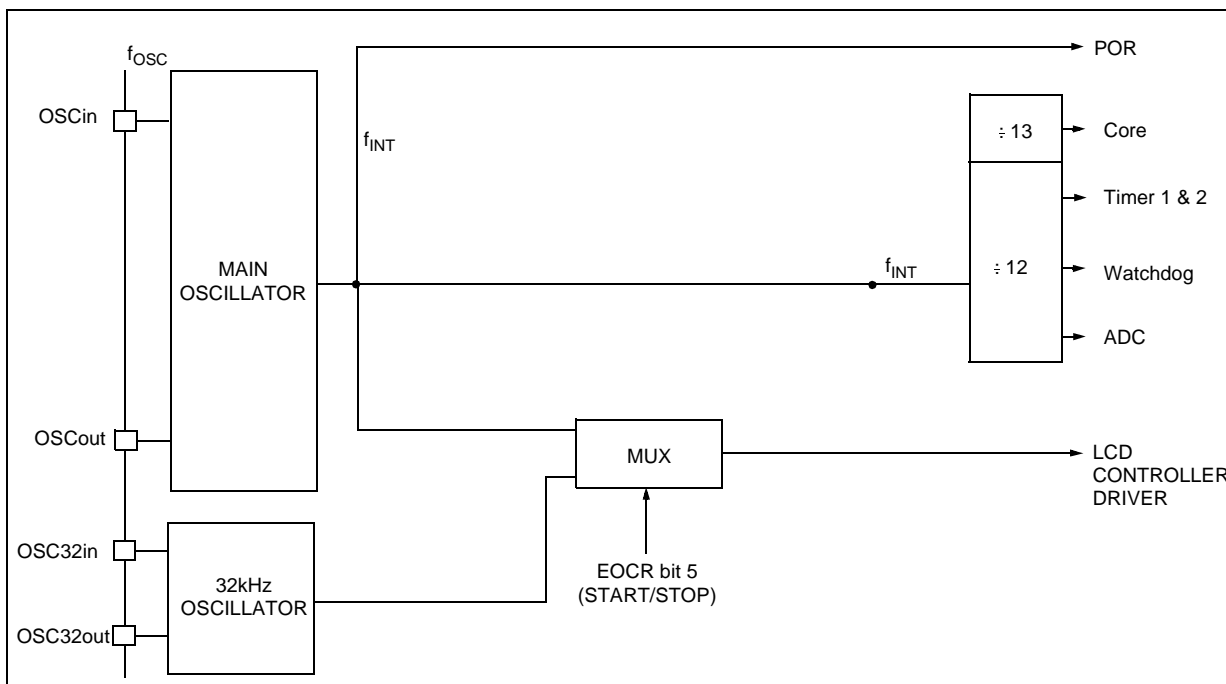 fOSC
POR
OSCin
÷ 13
Core
fINT
Timer 1 & 2
MAIN
OSCILLATOR
fINT
÷ 12
Watchdog
ADC
OSCout
MUX
LCD
CONTROLLER
DRIVER
OSC32in
EOCR bit 5
(START/STOP)
32kHz
OSCILLATOR
OSC32out